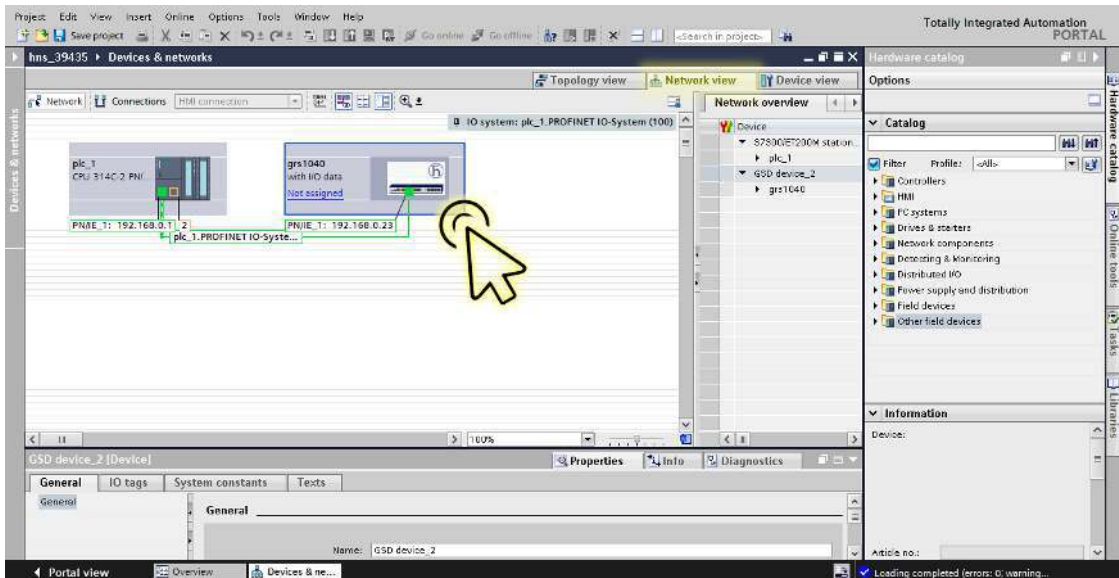 Project Edit View Insert Online Options Tools Window Help
Totally Integrated Automation
PORTAL
Save project
Go online
Go offline
<Search in project>
hns_39435 ▸ Devices & networks
Hardware catalog
Topology view
Network view
Device view
Options
Network
Connections
HMI connection
Network overview
IO system: plc_1.PROFINET IO-System (100)
Device
S7300/ET200M station...
plc_1
GSD device_2
grs1040
plc_1
CPU 314C-2 PN/...
grs1040
with I/O data
Not assigned
PN/IE_1: 192.168.0.1
2
PN/IE_1: 192.168.0.23
plc_1.PROFINET IO-Syste...
Catalog
Filter
Profile:
<All>
Controllers
HMI
PC systems
Drives & starters
Network components
Detecting & Monitoring
Distributed I/O
Power supply and distribution
Field devices
Other field devices
Information
Device:
Article no.:
Devices & networks
Hardware catalog
Online tools
Tasks
Libraries
100%
GSD device_2 [Device]
Properties
Info
Diagnostics
General
IO tags
System constants
Texts
General
General
Name:
GSD device_2
Portal view
Overview
Devices & ne...
Loading completed (errors: 0; warning...